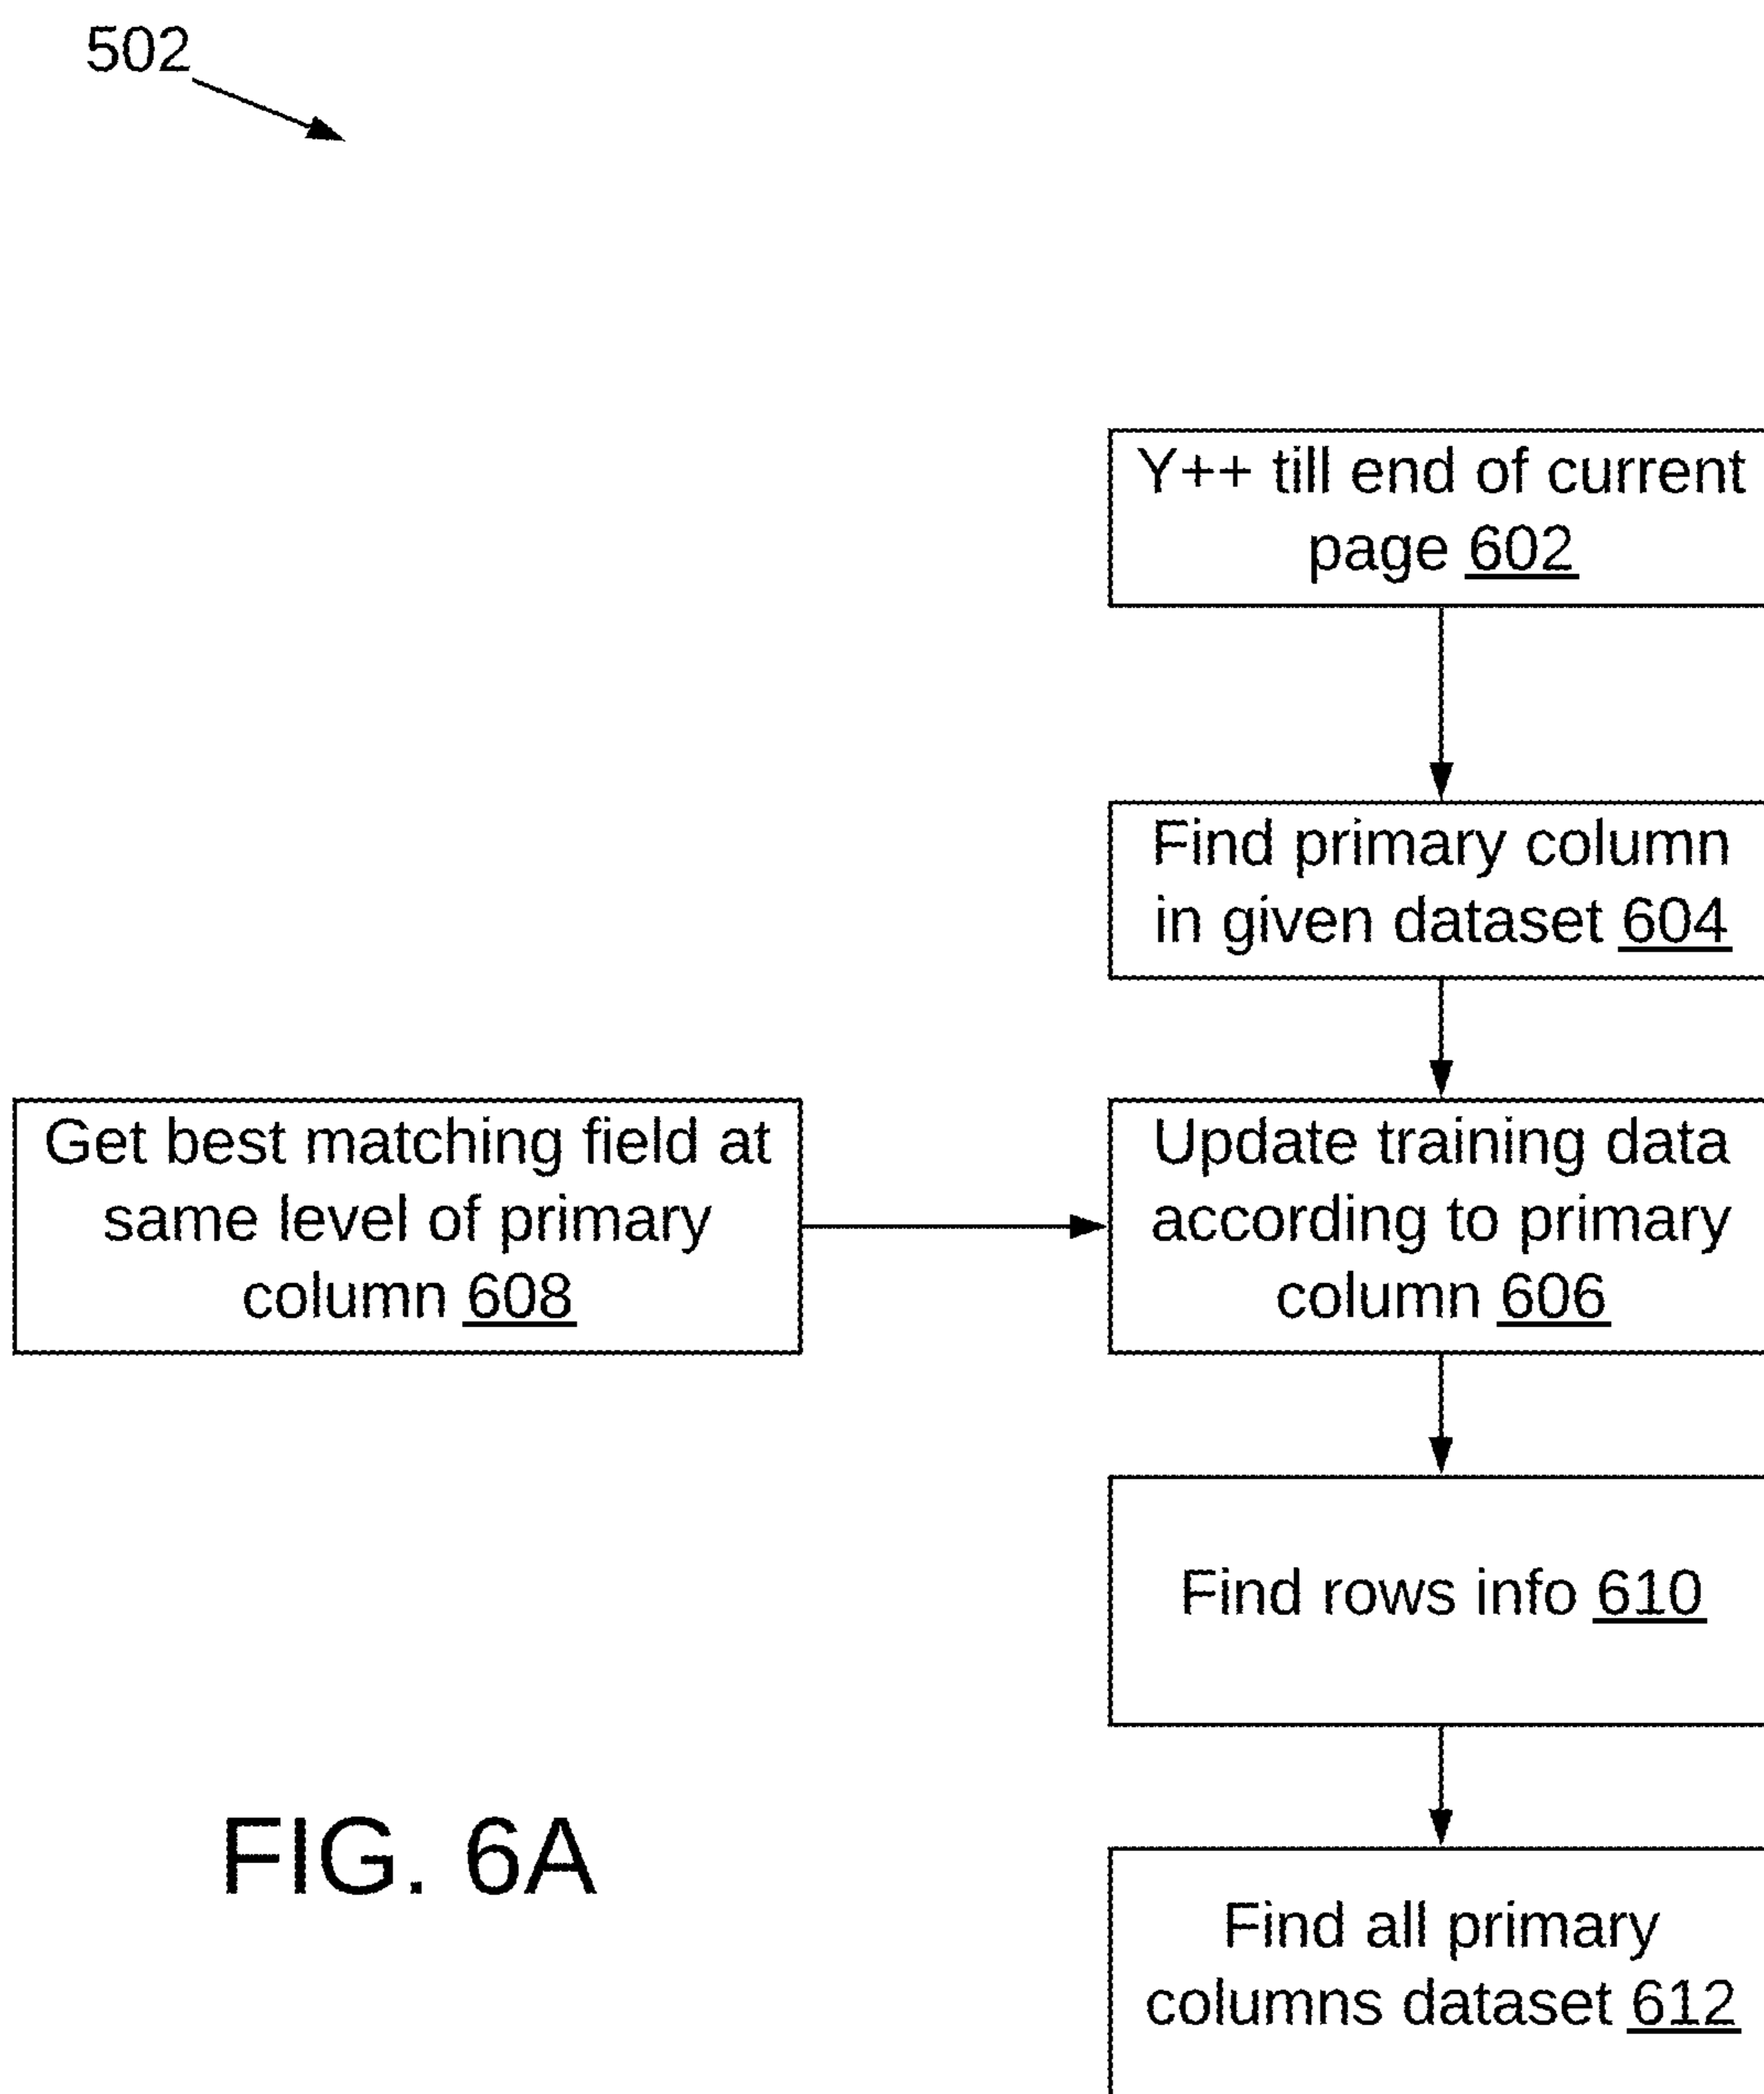 502
Y++ till end of current
page 602
Find primary column
in given dataset 604
Get best matching field at
same level of primary
column 608
Update training data
according to primary
column 606
Find rows info 610
Find all primary
columns dataset 612
FIG. 6A